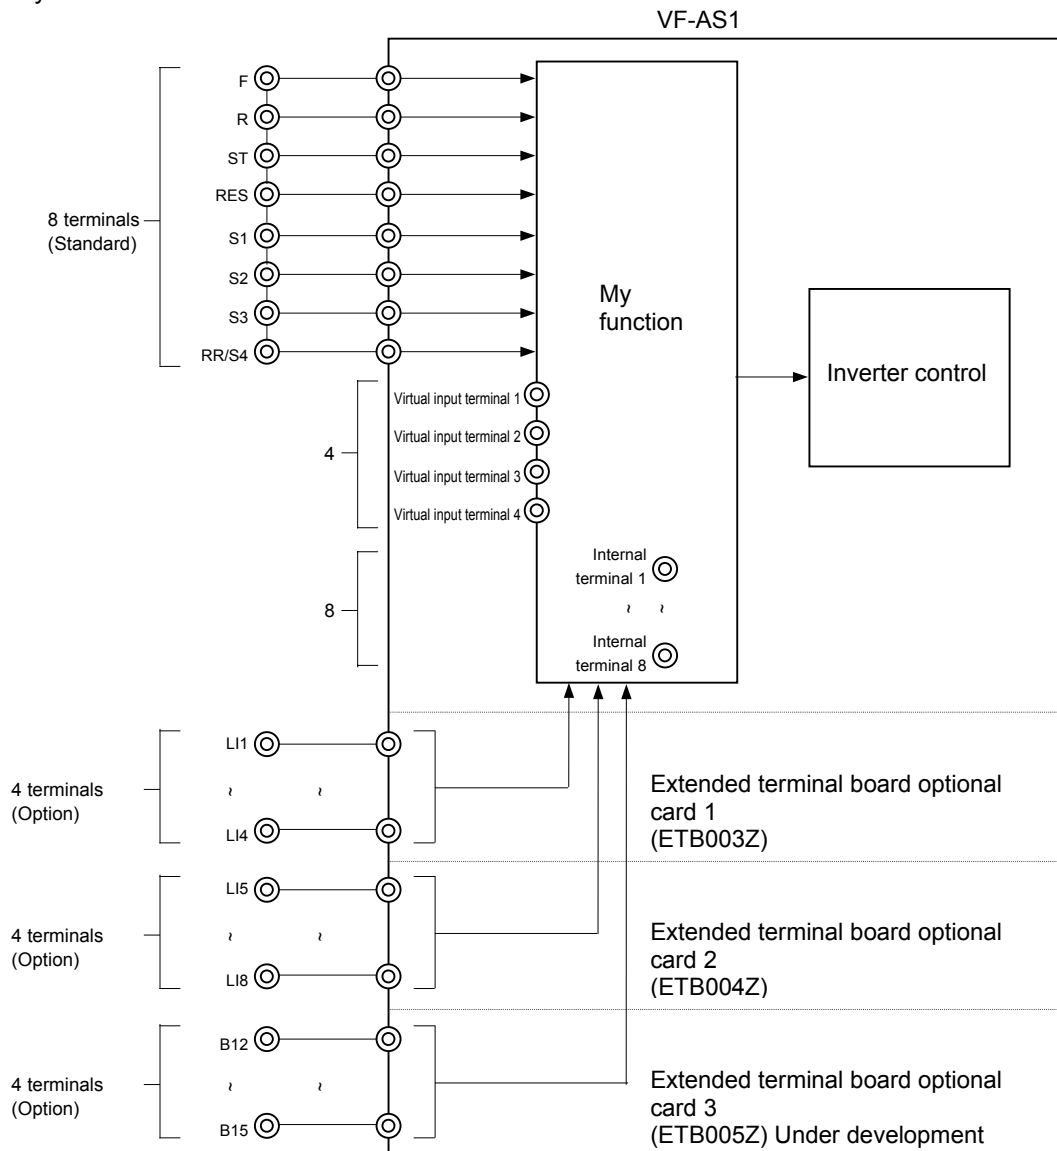 VF-AS1
F
R
ST
RES
8 terminals
(Standard)
S1
S2
S3
RR/S4
My
function
Inverter control
Virtual input terminal 1
Virtual input terminal 2
4
Virtual input terminal 3
Virtual input terminal 4
Internal
terminal 1
~ ~
8
Internal
terminal 8
LI1
4 terminals
(Option)
~ ~
LI4
Extended terminal board optional
card 1
(ETB003Z)
LI5
4 terminals
(Option)
~ ~
LI8
Extended terminal board optional
card 2
(ETB004Z)
B12
4 terminals
(Option)
~ ~
B15
Extended terminal board optional
card 3
(ETB005Z) Under development